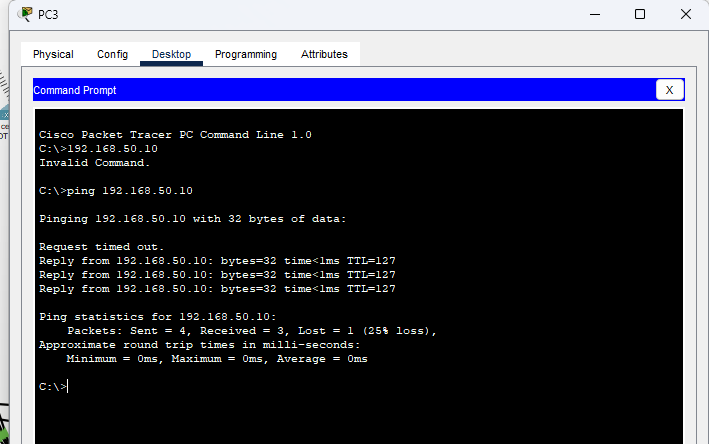 PC3
Physical Config Desktop Programming Attributes
Command Prompt
X
Cisco Packet Tracer PC Command Line 1.0
C:\>192.168.50.10
Invalid Command.
C:\>ping 192.168.50.10
Pinging 192.168.50.10 with 32 bytes of data:
Request timed out.
Reply from 192.168.50.10: bytes=32 time<1ms TTL=127
Reply from 192.168.50.10: bytes=32 time<1ms TTL=127
Reply from 192.168.50.10: bytes=32 time<1ms TTL=127
Ping statistics for 192.168.50.10:
Packets: Sent = 4, Received = 3, Lost = 1 (25% loss),
Approximate round trip times in milli-seconds:
Minimum = 0ms, Maximum = 0ms, Average = 0ms
C:\>